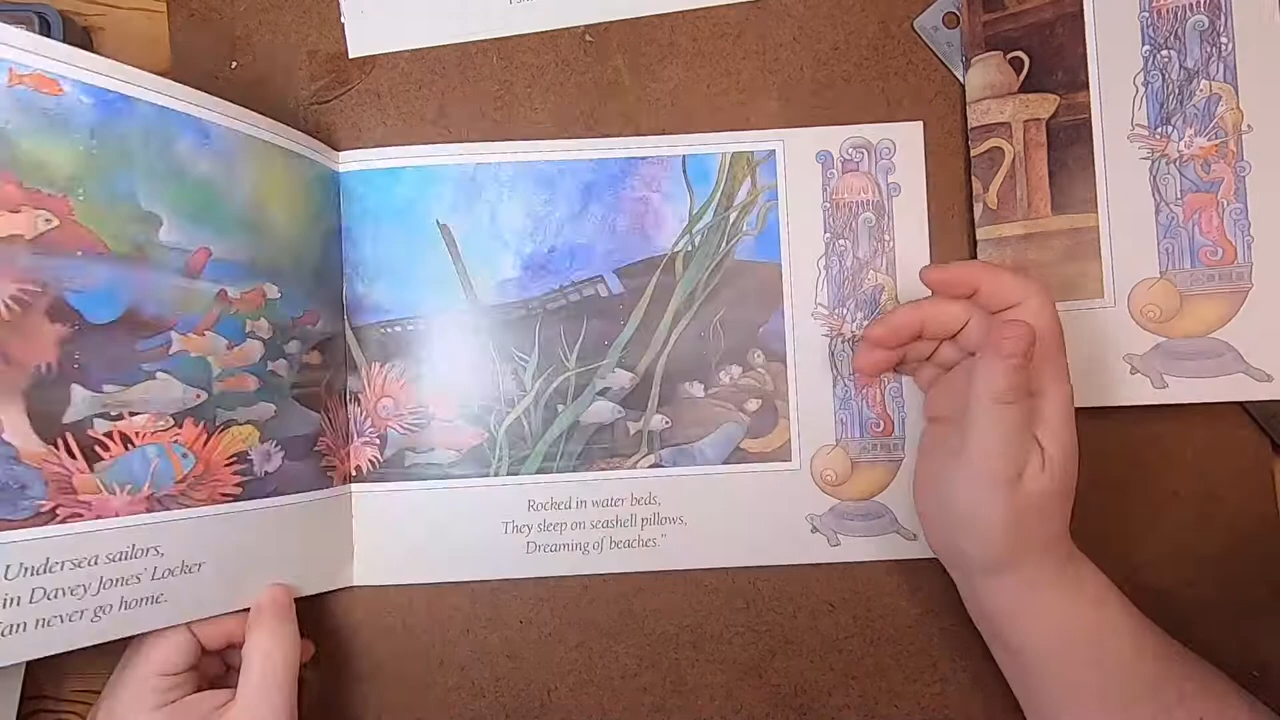 Undersea sailors,
in Davey Jones' Locker
can never go home.
Rocked in water beds,
They sleep on seashell pillows,
Dreaming of beaches."